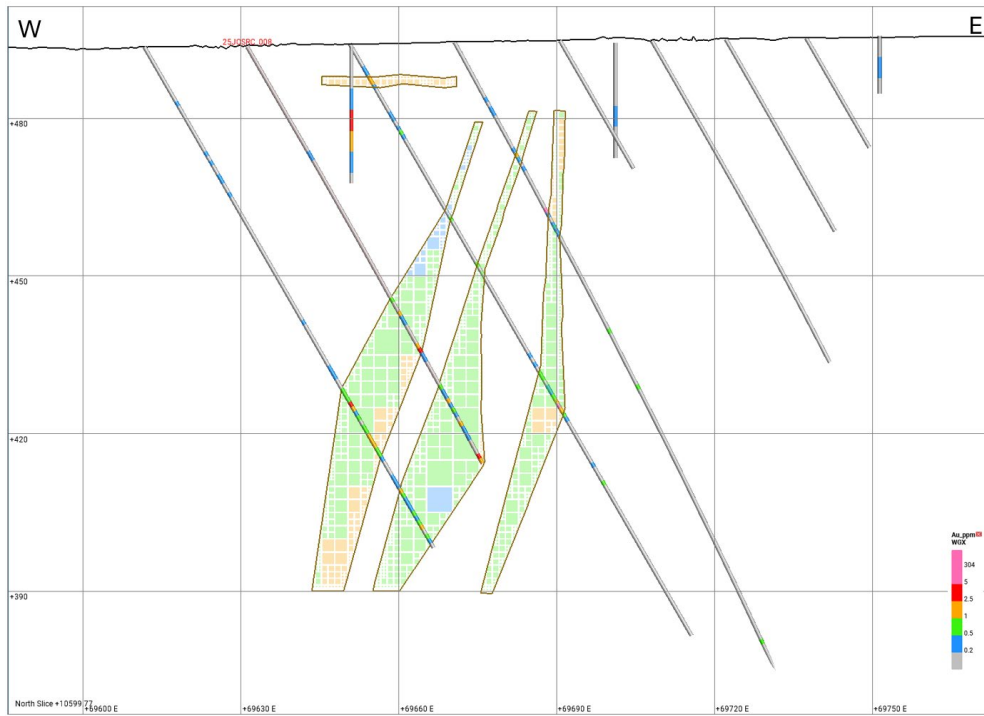 W
E
25JGSRC_008
+480
+450
+420
+390
Au_ppm
WGX
304
5
2.5
1
0.5
0.2
North Slice +10599.77
+69600 E
+69630 E
+69660 E
+69690 E
+69720 E
+69750 E